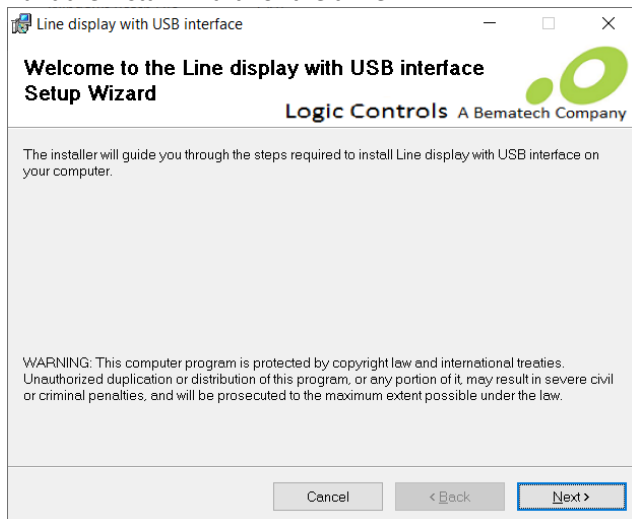 Line display with USB interface
Welcome to the Line display with USB interface
Setup Wizard
Logic Controls A Bematech Company
The installer will guide you through the steps required to install Line display with USB interface on
your computer.
WARNING: This computer program is protected by copyright law and international treaties.
Unauthorized duplication or distribution of this program, or any portion of it, may result in severe civil
or criminal penalties, and will be prosecuted to the maximum extent possible under the law.
Cancel
< Back
Next >